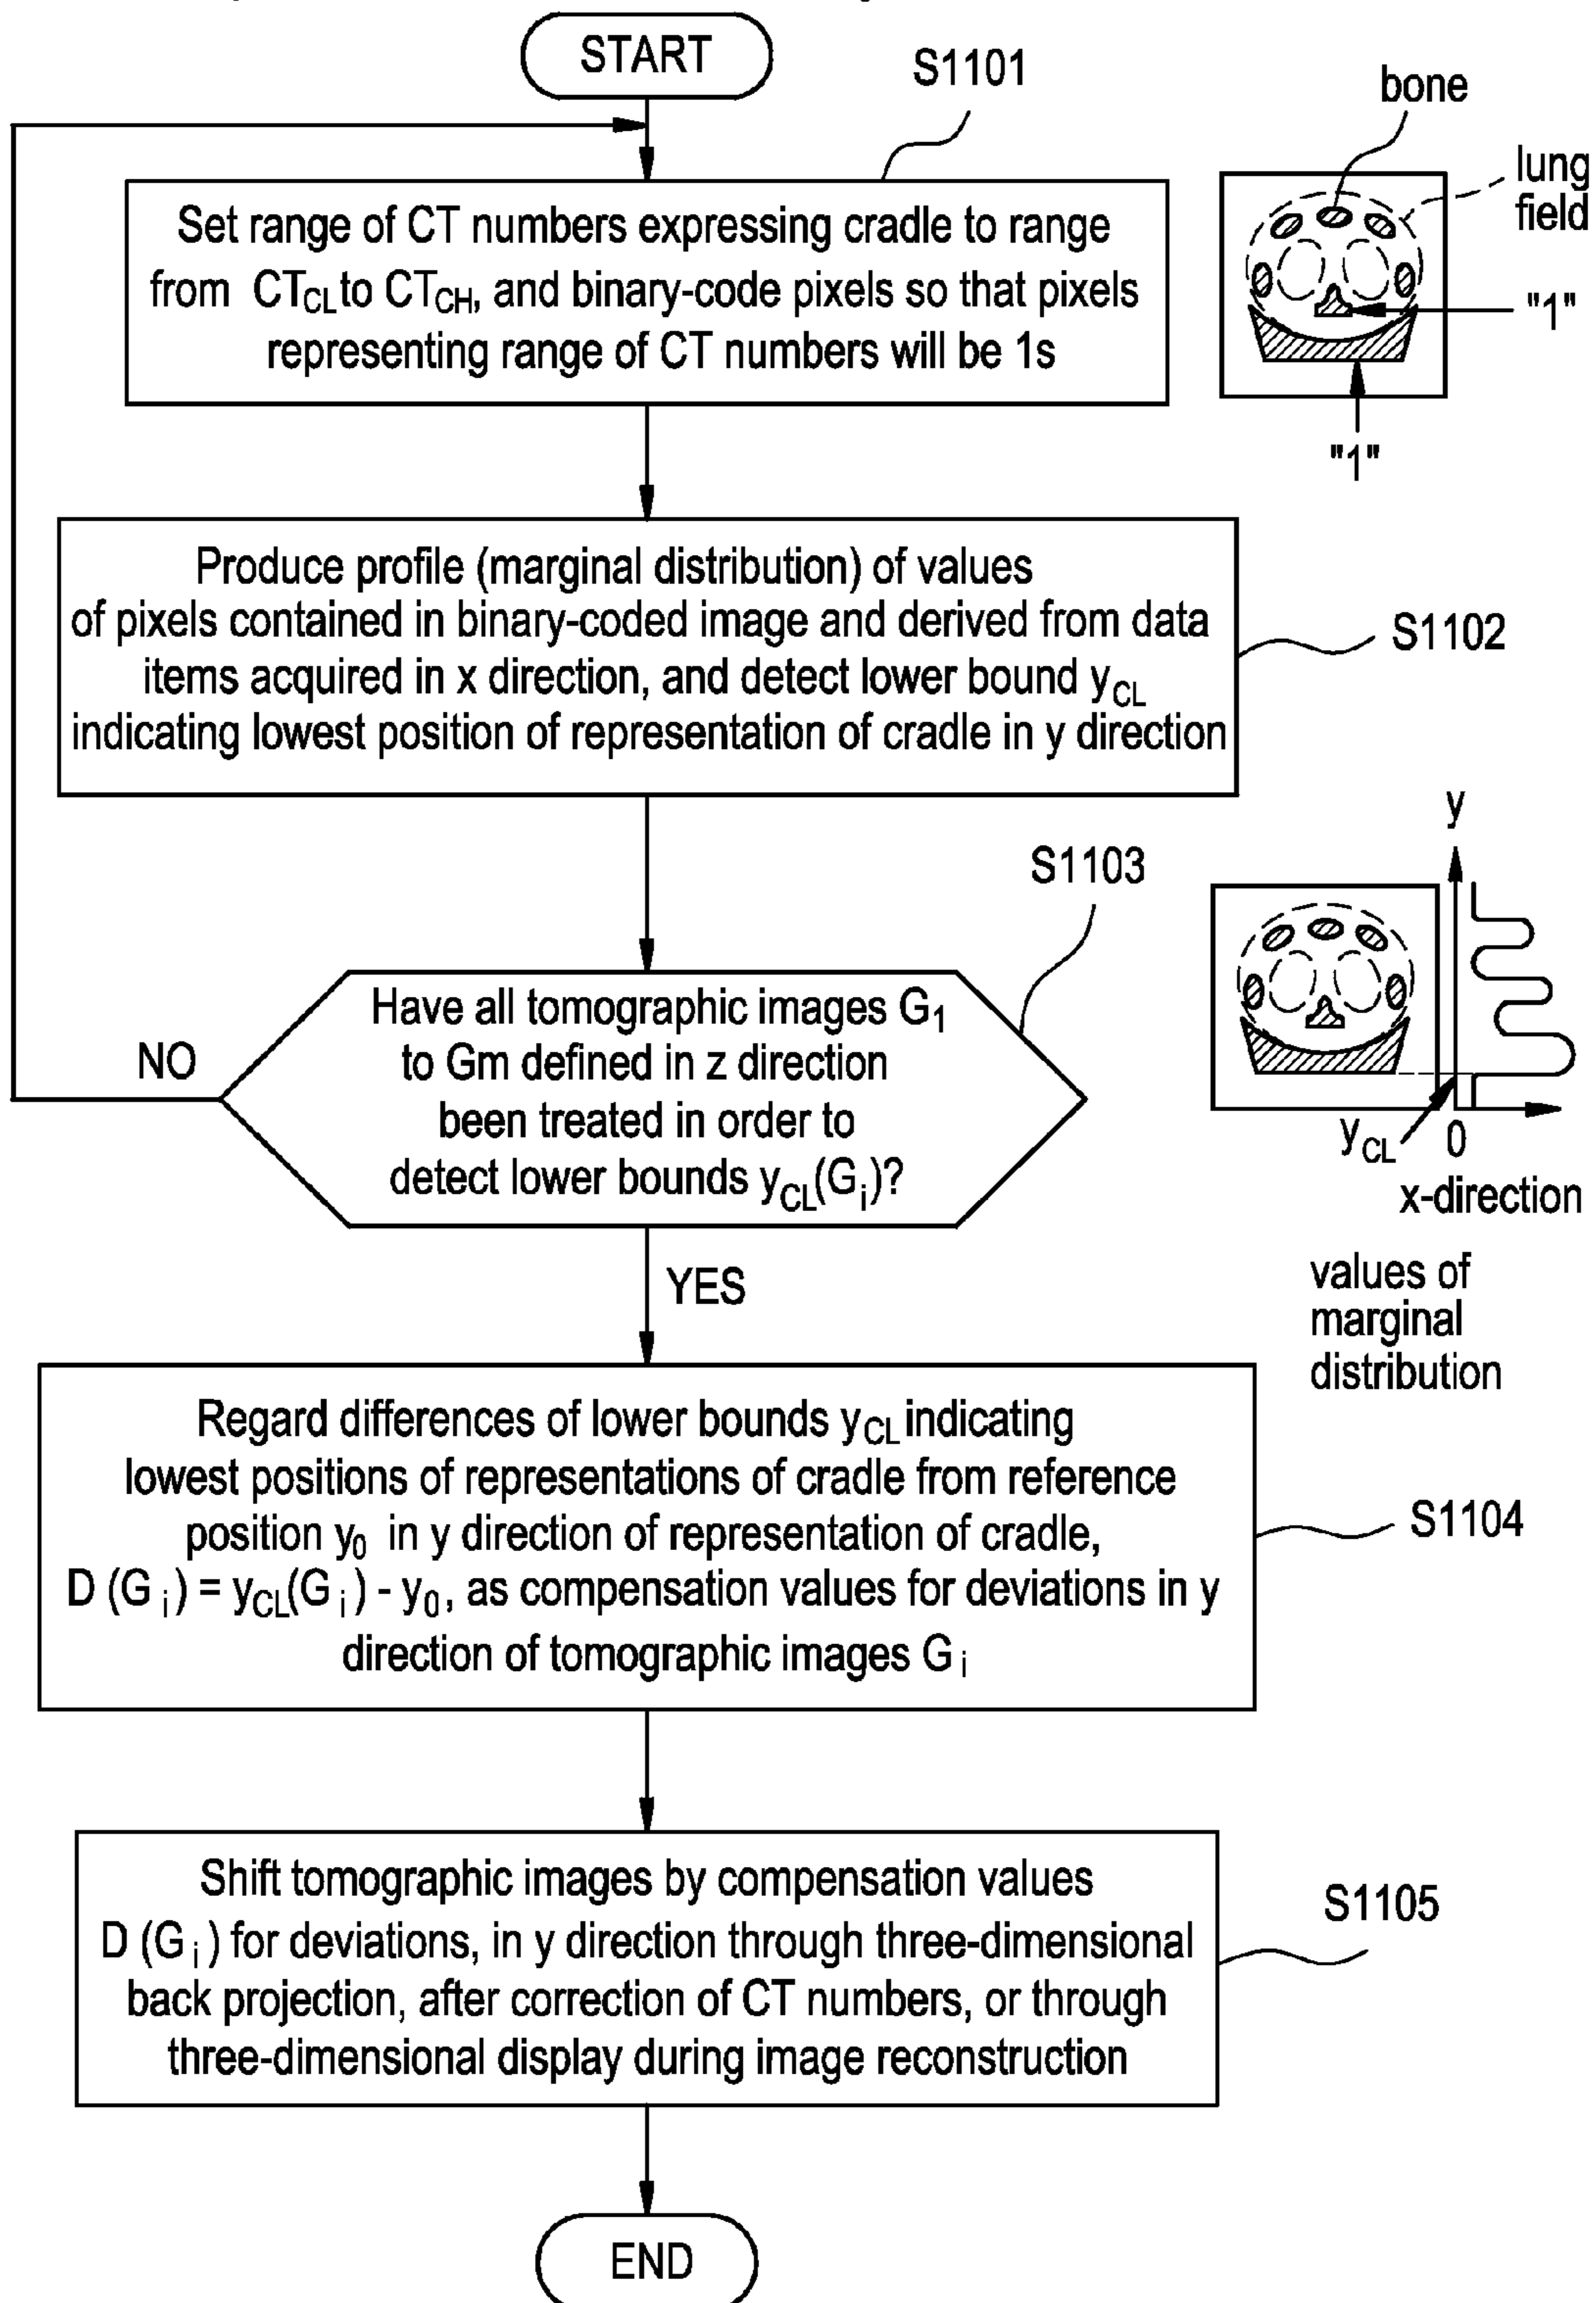 START
S1101
Set range of CT numbers expressing cradle to range
from CTCL to CTCH, and binary-code pixels so that pixels
representing range of CT numbers will be 1s
bone
lung
field
"1"
"1"
Produce profile (marginal distribution) of values
of pixels contained in binary-coded image and derived from data
items acquired in x direction, and detect lower bound yCL
indicating lowest position of representation of cradle in y direction
S1102
S1103
Have all tomographic images G1
to Gm defined in z direction
been treated in order to
detect lower bounds yCL(Gi)?
NO
YES
y
yCL
0
x-direction
values of
marginal
distribution
Regard differences of lower bounds yCL indicating
lowest positions of representations of cradle from reference
position y0 in y direction of representation of cradle,
D (G i) = yCL(G i) - y0, as compensation values for deviations in y
direction of tomographic images G i
S1104
Shift tomographic images by compensation values
D (G i) for deviations, in y direction through three-dimensional
back projection, after correction of CT numbers, or through
three-dimensional display during image reconstruction
S1105
END